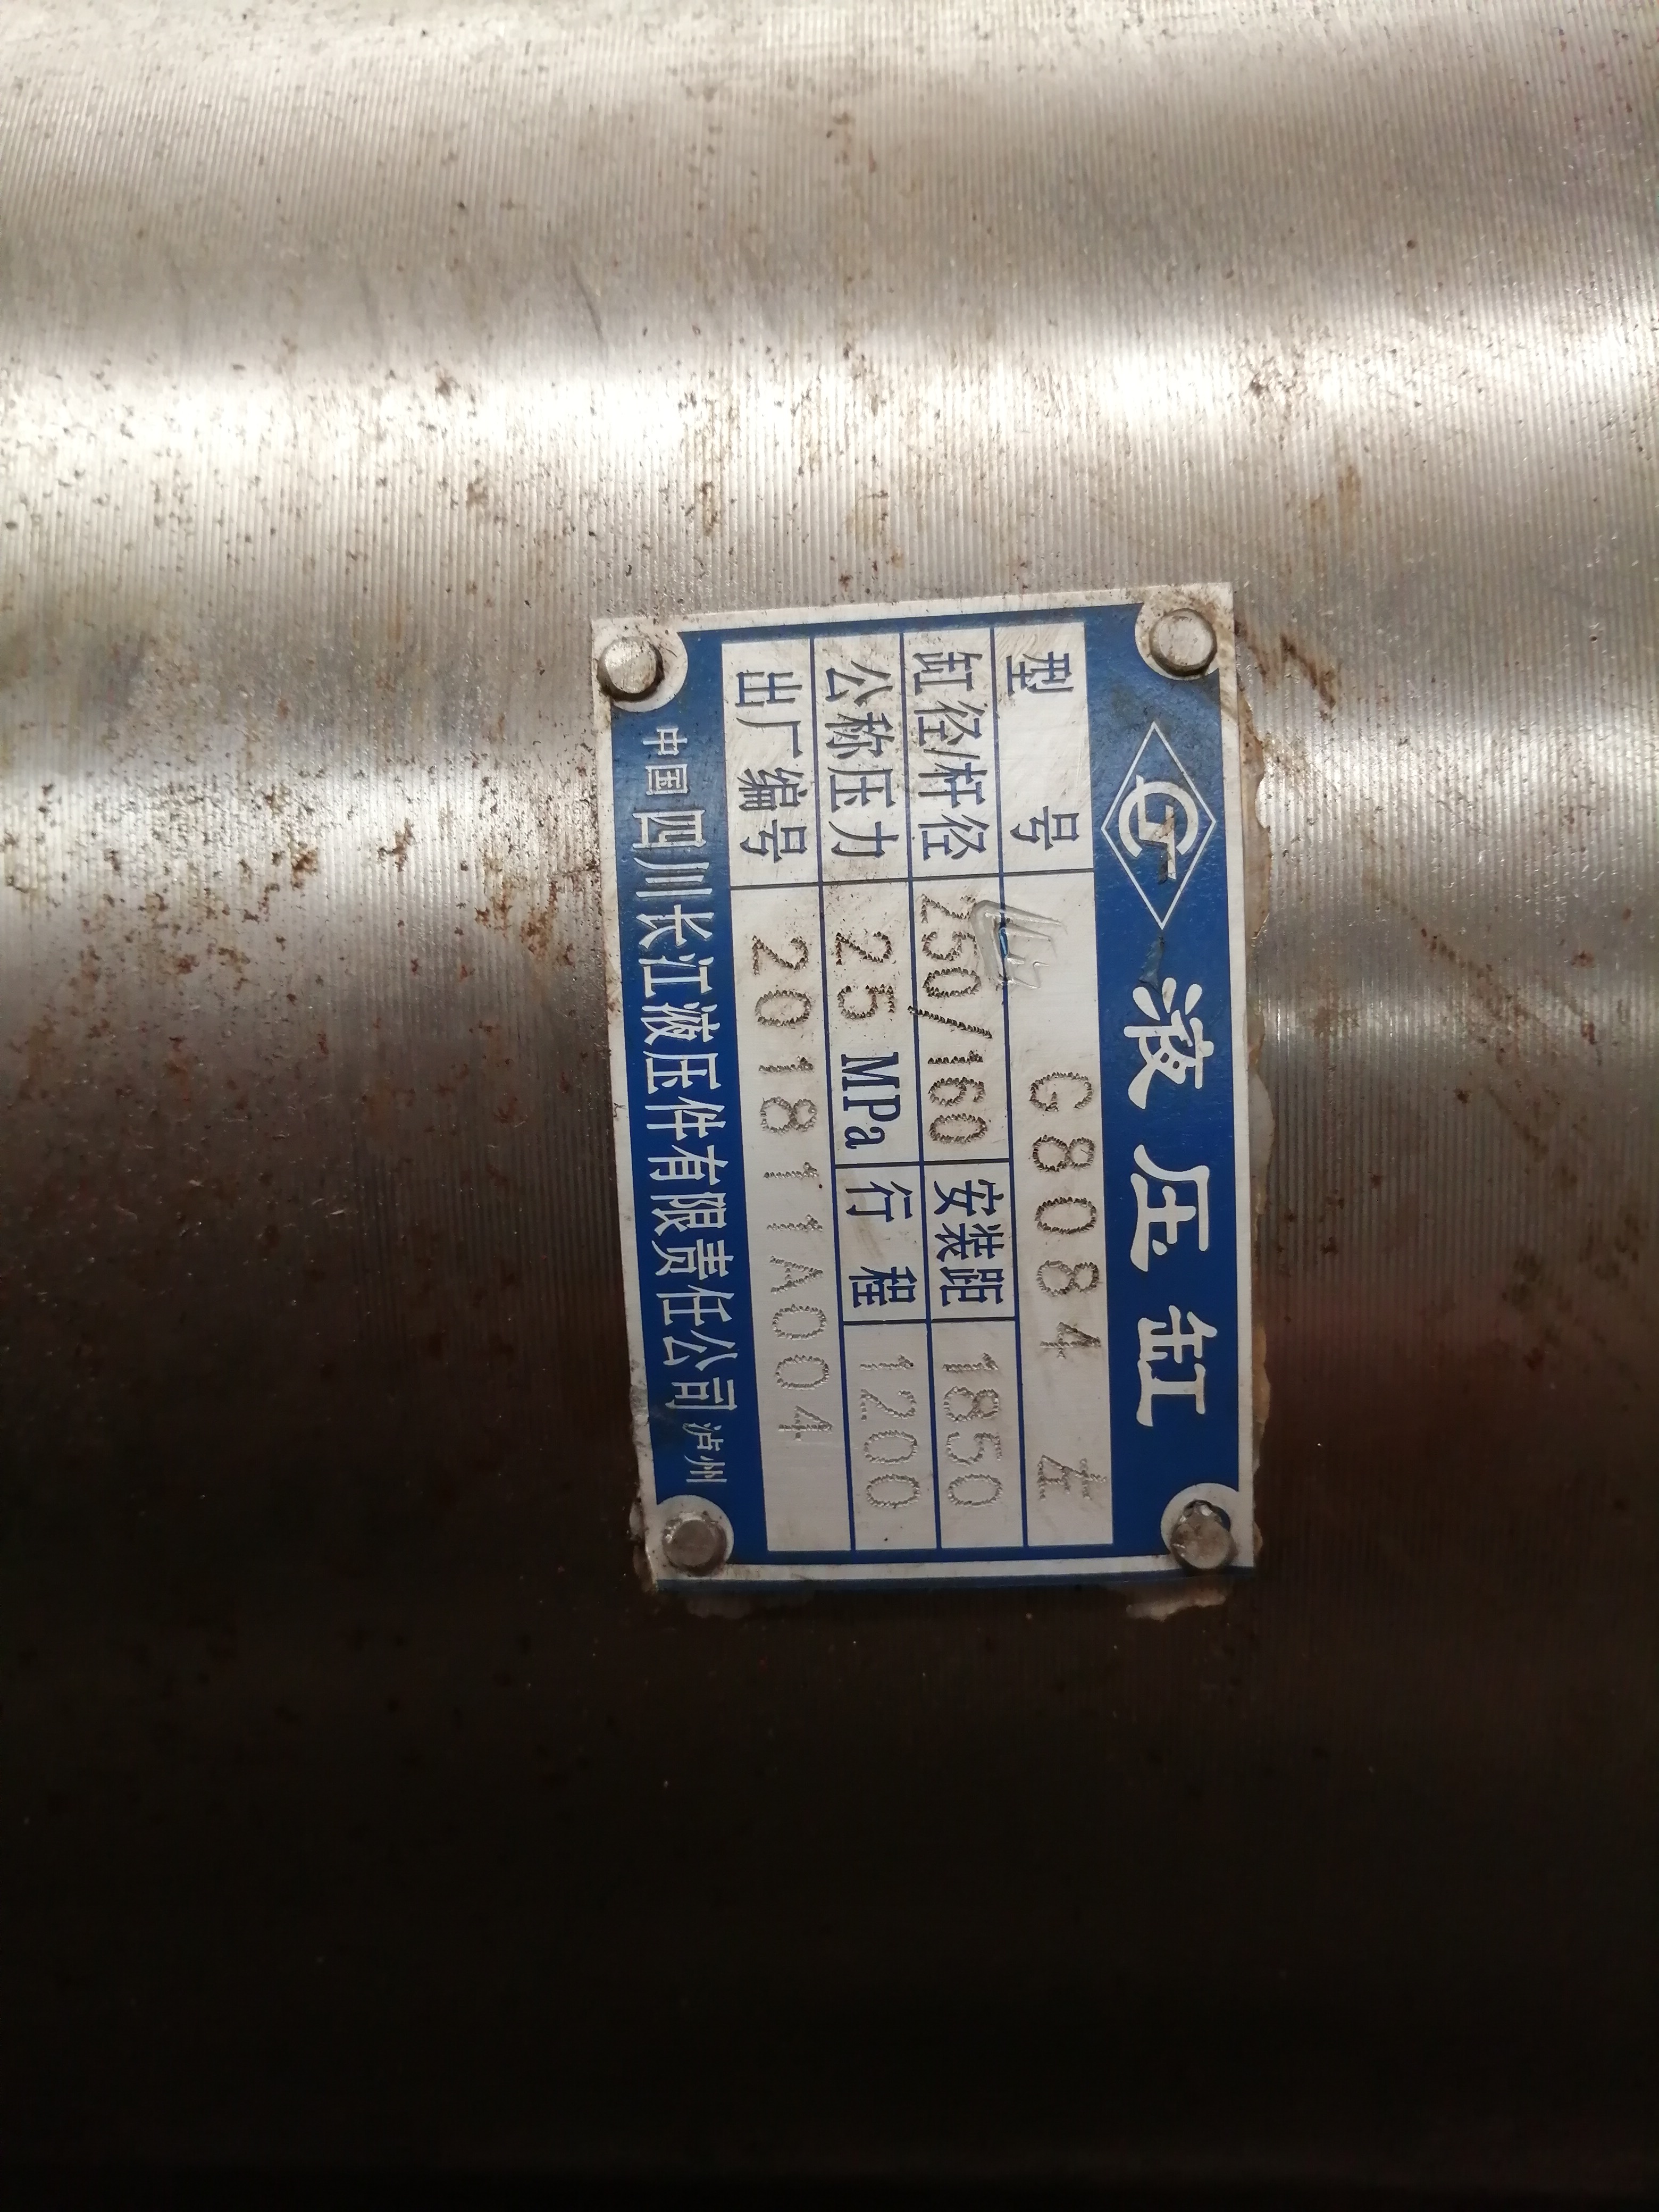 液压缸
型号 G8084
缸径/杆径 250/160 安装距 1850
公称压力 25 MPa 行程 1200
出厂编号 201811A004
中国四川长江液压件有限责任公司 泸州